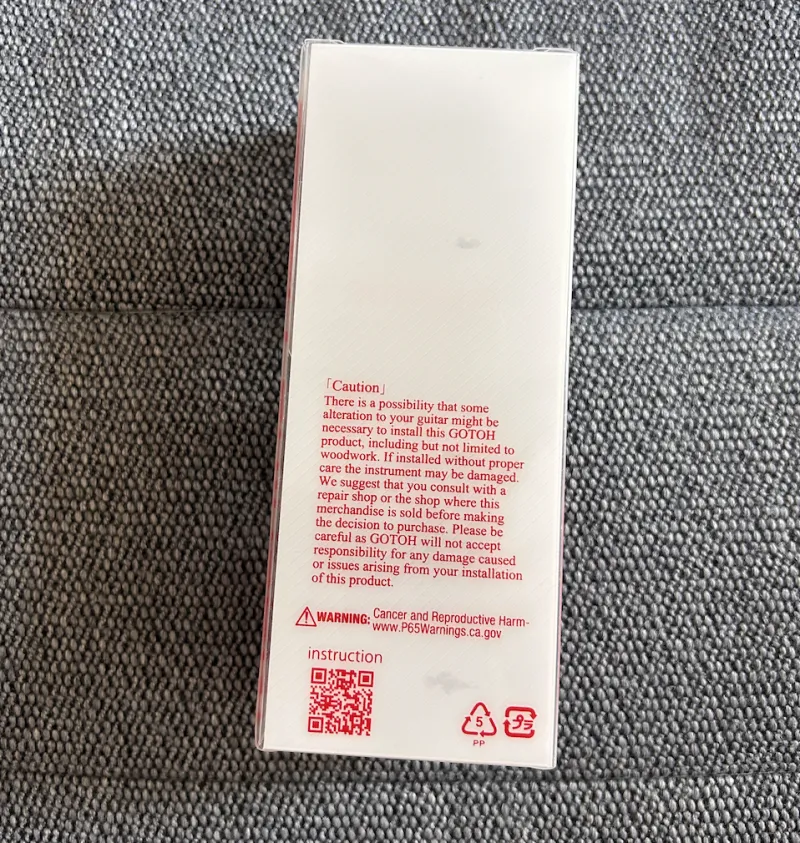 「Caution」
There is a possibility that some
alteration to your guitar might be
necessary to install this GOTOH
product, including but not limited to
woodwork. If installed without proper
care the instrument may be damaged.
We suggest that you consult with a
repair shop or the shop where this
merchandise is sold before making
the decision to purchase. Please be
careful as GOTOH will not accept
responsibility for any damage caused
or issues arising from your installation
of this product.
WARNING: Cancer and Reproductive Harm-
www.P65Warnings.ca.gov
instruction
5
PP
プラ